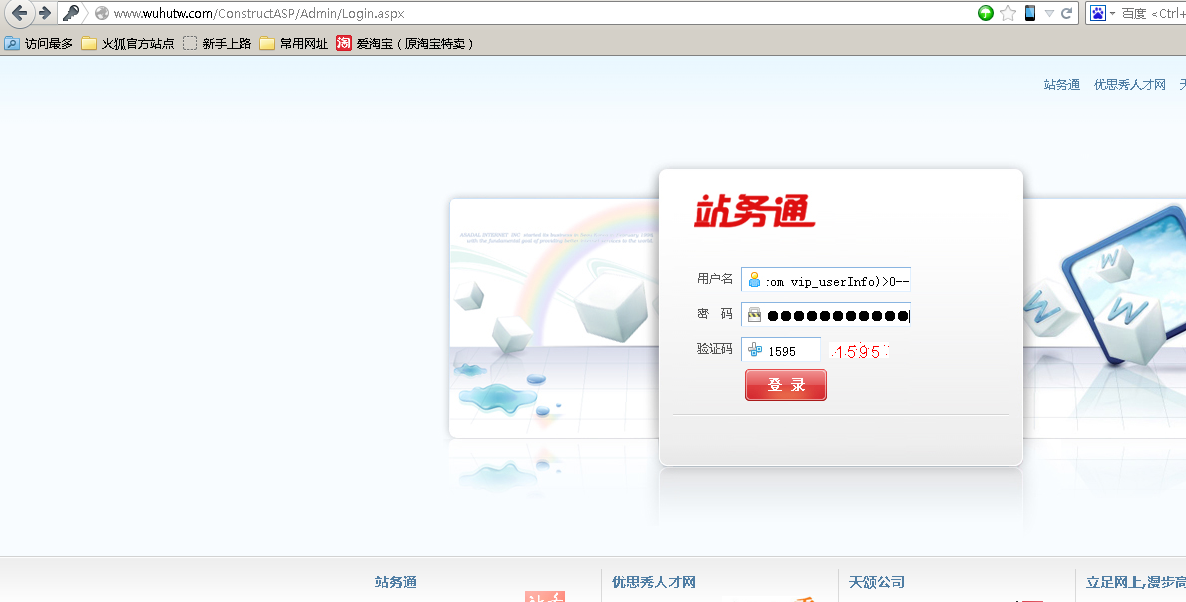 www.wuhutw.com/ConstructASP/Admin/Login.aspx
百度 <Ctrl+
访问最多 火狐官方站点 新手上路 常用网址 淘 爱淘宝（原淘宝特卖）
站务通 优思秀人才网 天
站务通
用户名 om vip_userInfo)>0--
密 码 ●●●●●●●●●●●
验证码 1595 1595
登 录
W
W
W
站务通 优思秀人才网 天颂公司 立足网上,漫步高